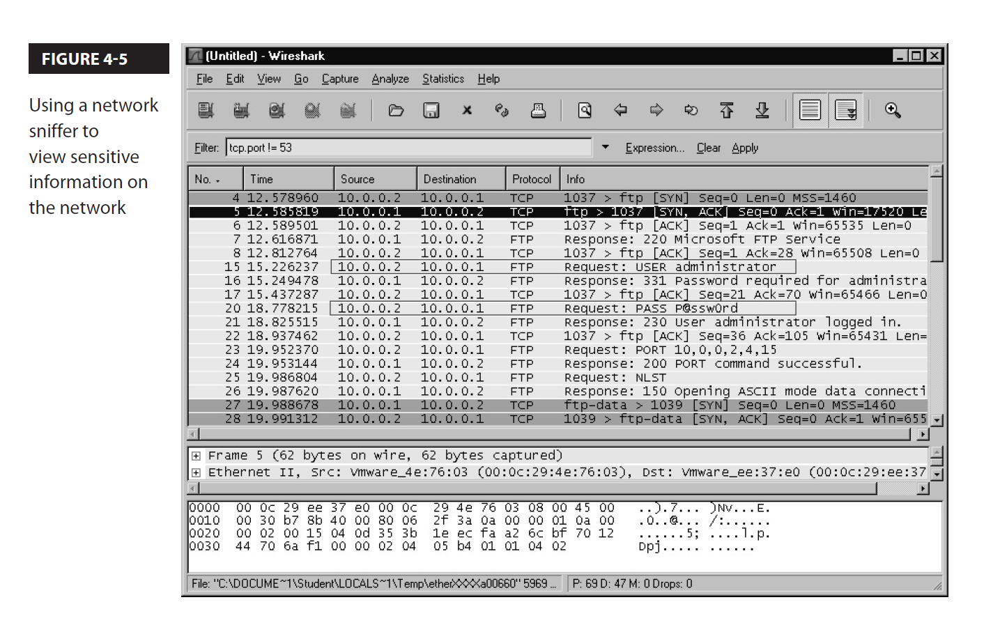 FIGURE 4-5
Using a network
sniffer to
view sensitive
information on
the network
(Untitled) - Wireshark
File Edit View Go Capture Analyze Statistics Help
Filter: tcp.port != 53 Expression... Clear Apply
No. Time Source Destination Protocol Info
4 12.578960 10.0.0.2 10.0.0.1 TCP 1037 > ftp [SYN] Seq=0 Len=0 MSS=1460
5 12.585819 10.0.0.1 10.0.0.2 TCP ftp > 1037 [SYN, ACK] Seq=0 Ack=1 Win=17520 Le
6 12.589501 10.0.0.2 10.0.0.1 TCP 1037 > ftp [ACK] Seq=1 Ack=1 Win=65535 Len=0
7 12.616871 10.0.0.1 10.0.0.2 FTP Response: 220 Microsoft FTP Service
8 12.812764 10.0.0.2 10.0.0.1 TCP 1037 > ftp [ACK] Seq=1 Ack=28 Win=65508 Len=0
15 15.226237 10.0.0.2 10.0.0.1 FTP Request: USER administrator
16 15.249478 10.0.0.1 10.0.0.2 FTP Response: 331 Password required for administra
17 15.437287 10.0.0.2 10.0.0.1 TCP 1037 > ftp [ACK] Seq=21 Ack=70 Win=65466 Len=0
20 18.778215 10.0.0.2 10.0.0.1 FTP Request: PASS P@ssw0rd
21 18.825515 10.0.0.1 10.0.0.2 FTP Response: 230 User administrator logged in.
22 18.937462 10.0.0.2 10.0.0.1 TCP 1037 > ftp [ACK] Seq=36 Ack=105 Win=65431 Len=
23 19.952370 10.0.0.2 10.0.0.1 FTP Request: PORT 10,0,0,2,4,15
24 19.953144 10.0.0.1 10.0.0.2 FTP Response: 200 PORT command successful.
25 19.986804 10.0.0.2 10.0.0.1 FTP Request: NLST
26 19.987620 10.0.0.1 10.0.0.2 FTP Response: 150 Opening ASCII mode data connecti
27 19.988678 10.0.0.1 10.0.0.2 TCP ftp-data > 1039 [SYN] Seq=0 Len=0 MSS=1460
28 19.991312 10.0.0.2 10.0.0.1 TCP 1039 > ftp-data [SYN, ACK] Seq=0 Ack=1 Win=655
Frame 5 (62 bytes on wire, 62 bytes captured)
Ethernet II, Src: Vmware_4e:76:03 (00:0c:29:4e:76:03), Dst: Vmware_ee:37:e0 (00:0c:29:ee:37
0000 00 0c 29 ee 37 e0 00 0c 29 4e 76 03 08 00 45 00 ..).7... )Nv...E.
0010 00 30 b7 8b 40 00 80 06 2f 3a 0a 00 00 01 0a 00 .0..@... /:......
0020 00 02 00 15 04 0d 35 3b 1e ec fa a2 6c bf 70 12 ......5; ....l.p.
0030 44 70 6a f1 00 00 02 04 05 b4 01 01 04 02 Dpj..... ......
File: "C:\DOCUME~1\Student\LOCALS~1\Temp\etherXXXXa00660" 5969 ... P: 69 D: 47 M: 0 Drops: 0